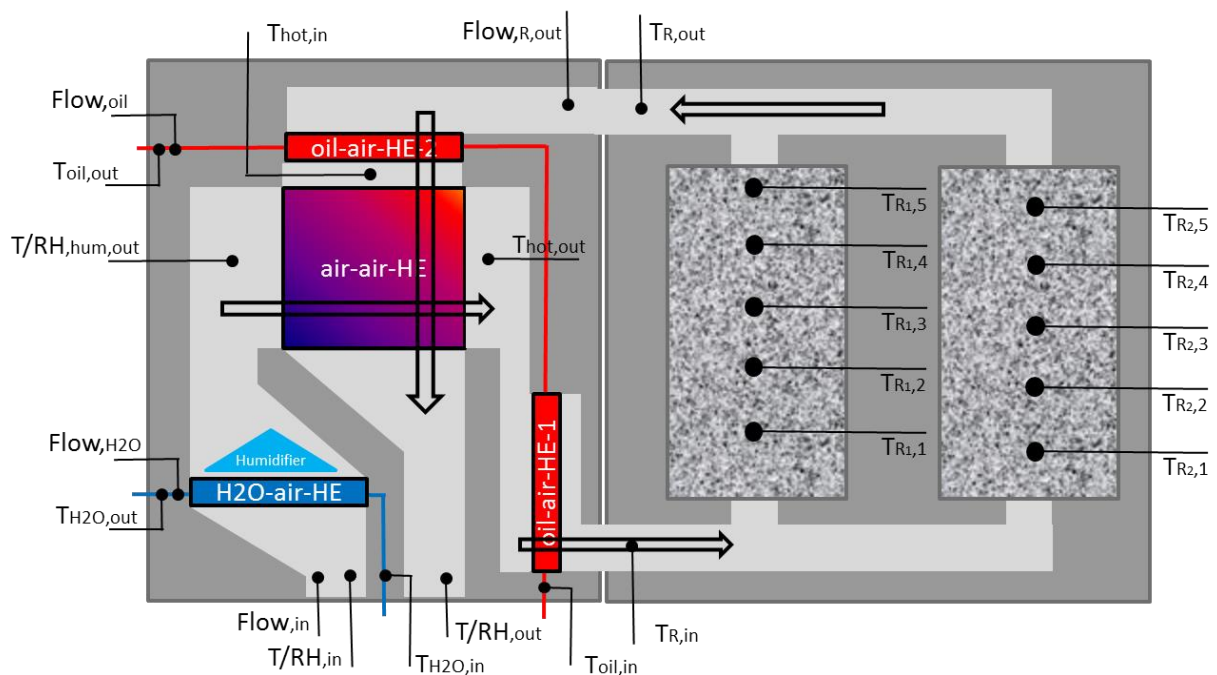 Flow,R,out
TR,out
Thot,in
Flow,oil
oil-air-HE-2
Toil,out
TR1,5
TR2,5
T/RH,hum,out
Thot,out
air-air-HE
TR1,4
TR2,4
TR1,3
TR2,3
TR1,2
TR2,2
Flow,H2O
Humidifier
TR1,1
TR2,1
H2O-air-HE
oil-air-HE-1
TH2O,out
Flow,in
T/RH,out
TR,in
T/RH,in
TH2O,in
Toil,in